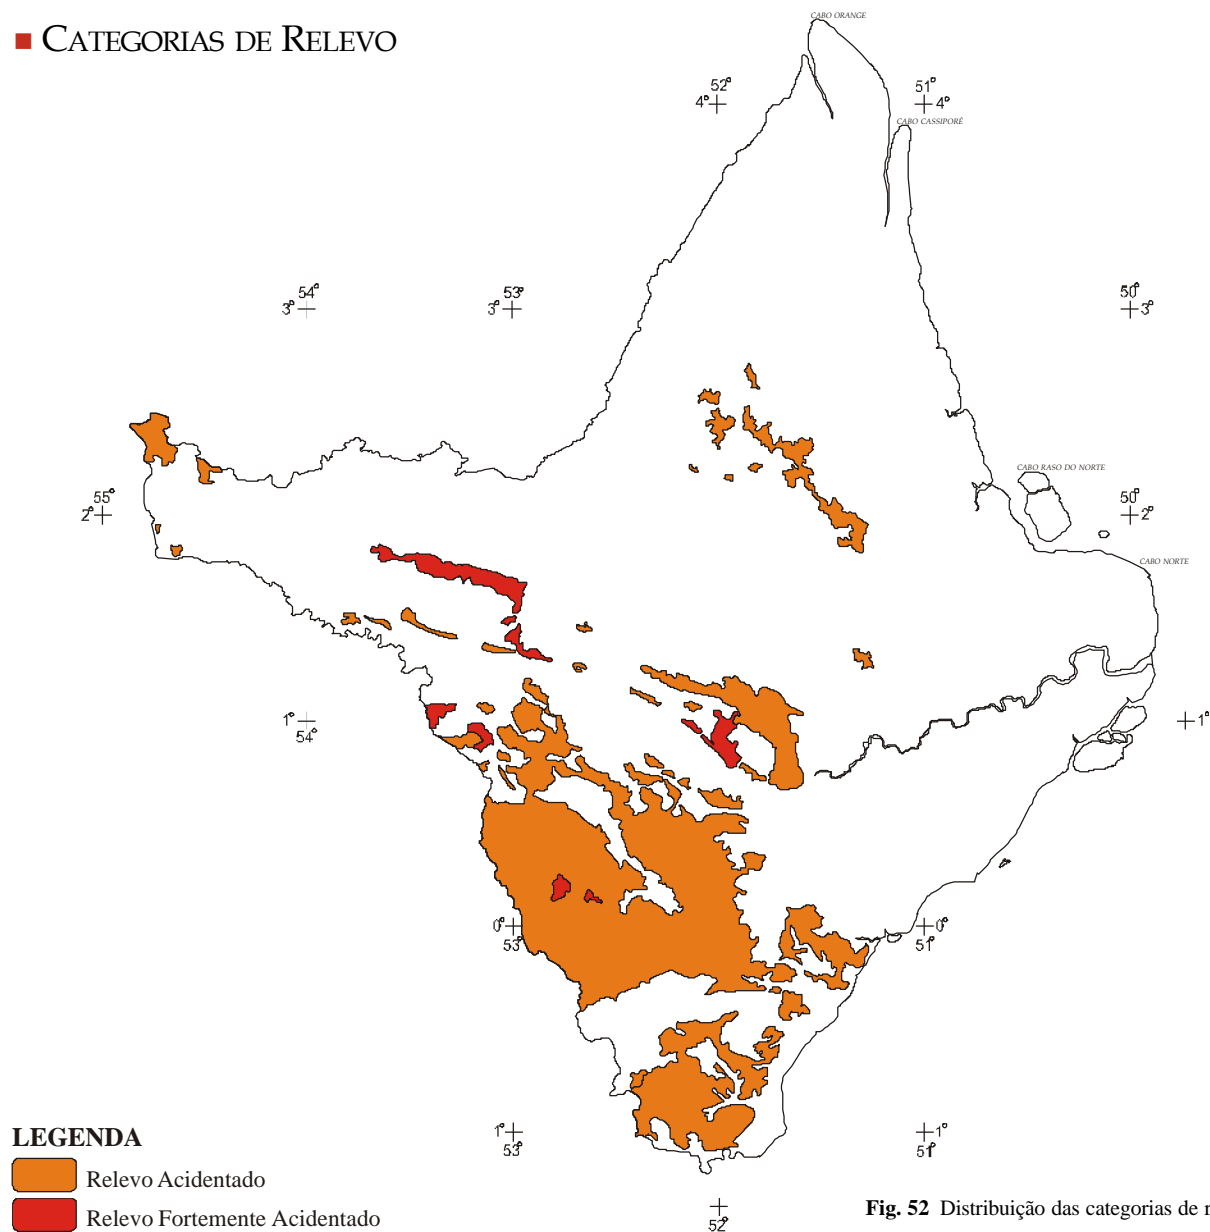 CATEGORIAS DE RELEVO
CABO ORANGE
52°
4°
51°
4°
CABO CASSIPORÉ
54°
3°
53°
3°
50°
3°
CABO RASO DO NORTE
55°
2°
50°
2°
CABO NORTE
1°
54°
1°
0°
53°
0°
51°
1°
53°
1°
51°
52°
LEGENDA
Relevo Acidentado
Relevo Fortemente Acidentado
Fig. 52 Distribuição das categorias de